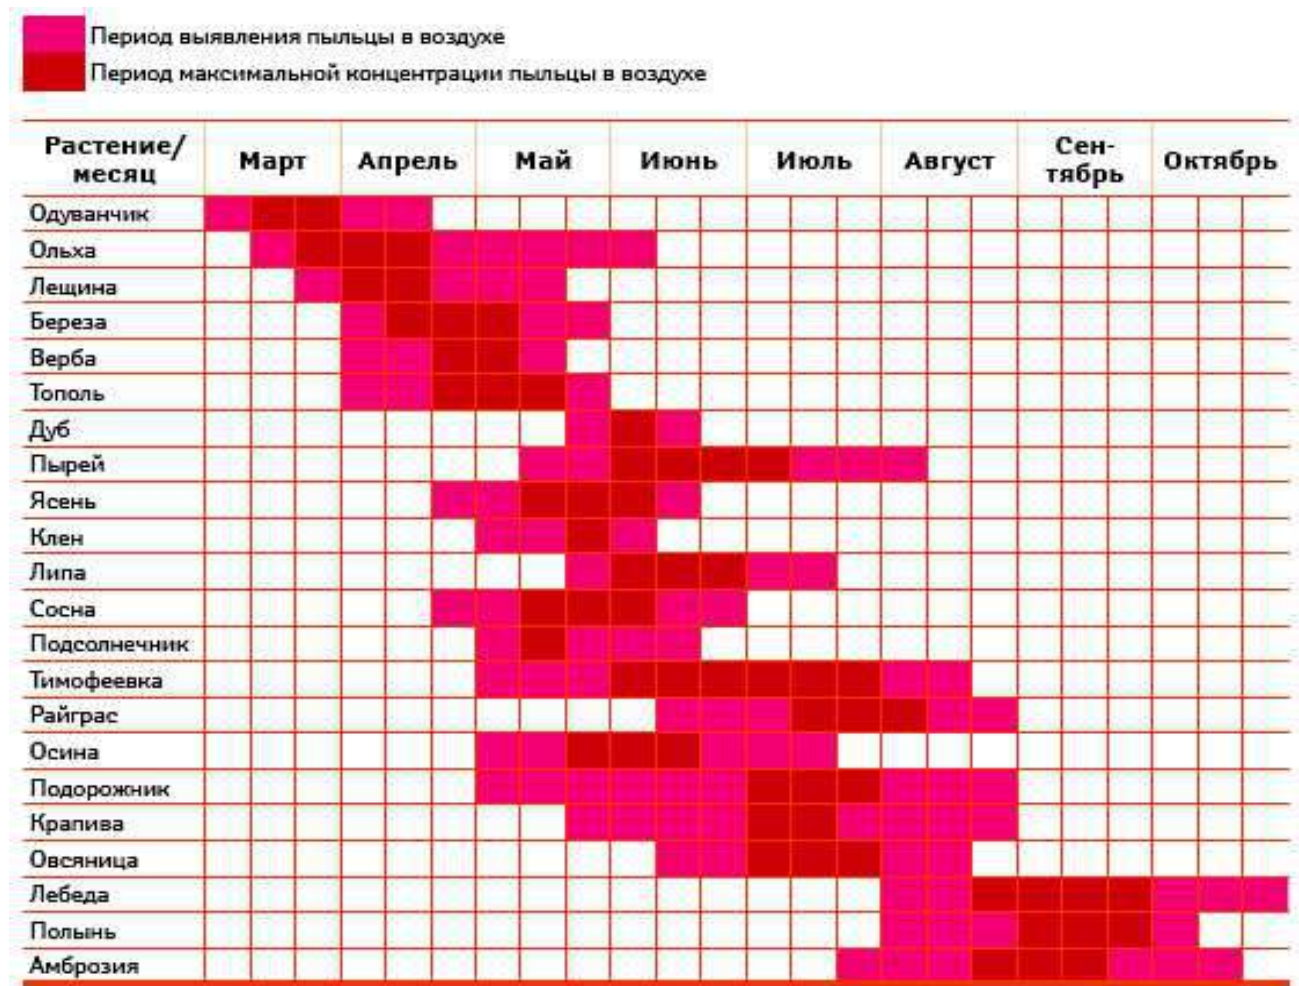 Период выявления пыльцы в воздухе
Период максимальной концентрации пыльцы в воздухе
Растение/
месяц
Март
Апрель
Май
Июнь
Июль
Август
Сен-
тябрь
Октябрь
Одуванчик
Ольха
Лещина
Береза
Верба
Тополь
Дуб
Пырей
Ясень
Клен
Липа
Сосна
Подсолнечник
Тимофеевка
Райграс
Осина
Подорожник
Крапива
Овсяница
Лебеда
Полынь
Амброзия